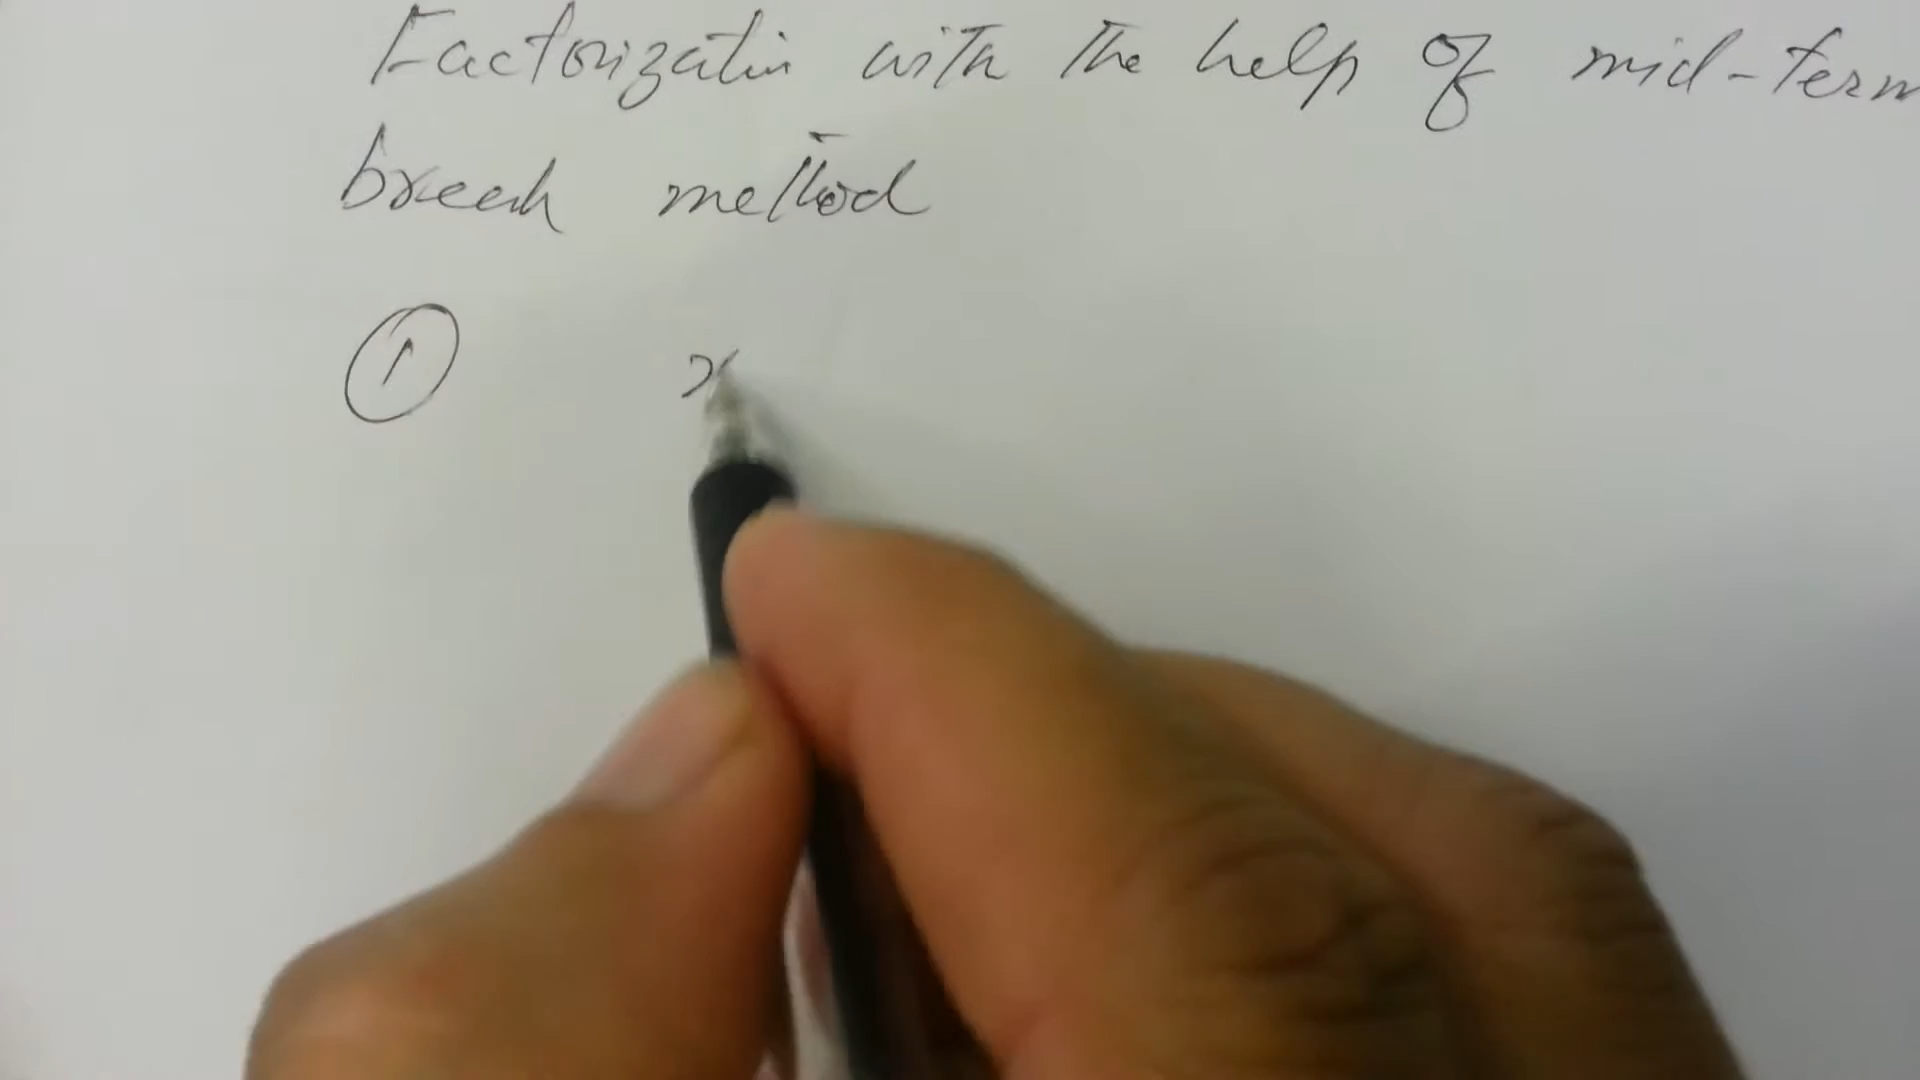 Factorization with the help of mid-term
break method
1
x